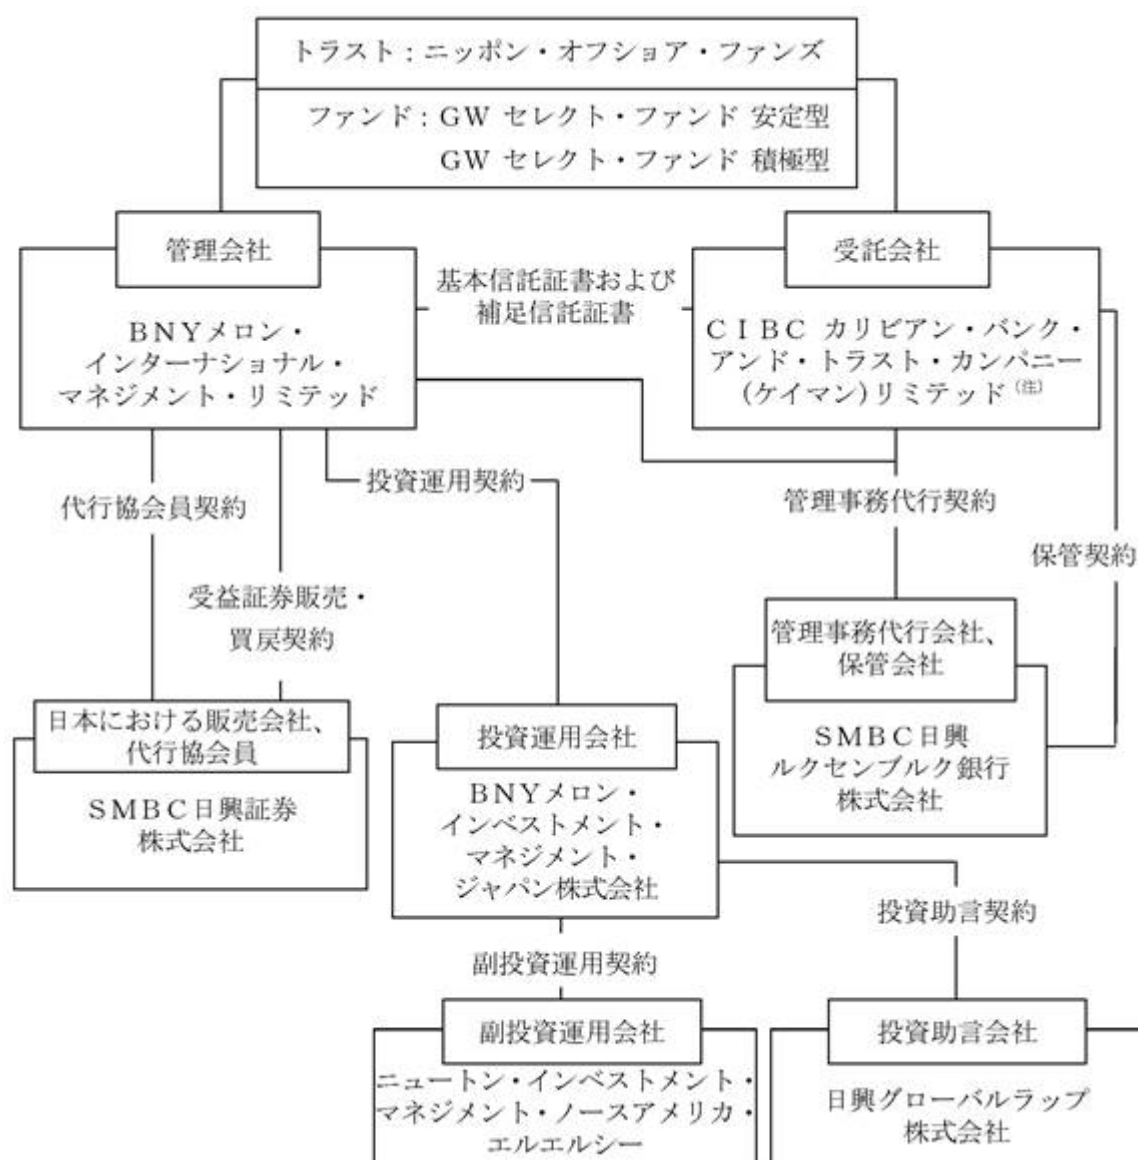 トラスト：ニッポン・オフショア・ファンズ
ファンド：GW セレクト・ファンド 安定型
GW セレクト・ファンド 積極型
管理会社
BNYメロン・
インターナショナル・
マネジメント・リミテッド
基本信託証書および
補足信託証書
受託会社
CIBC カリビアン・バンク・
アンド・トラスト・カンパニー
(ケイマン)リミテッド(注)
代行協会員契約
受益証券販売・
買戻契約
投資運用契約
管理事務代行契約
保管契約
日本における販売会社、
代行協会員
SMBC日興証券
株式会社
投資運用会社
BNYメロン・
インベストメント・
マネジメント・
ジャパン株式会社
管理事務代行会社、
保管会社
SMBC日興
ルクセンブルク銀行
株式会社
副投資運用契約
投資助言契約
副投資運用会社
ニュートン・インベストメント・
マネジメント・ノースアメリカ・
エルエルシー
投資助言会社
日興グローバルラップ
株式会社